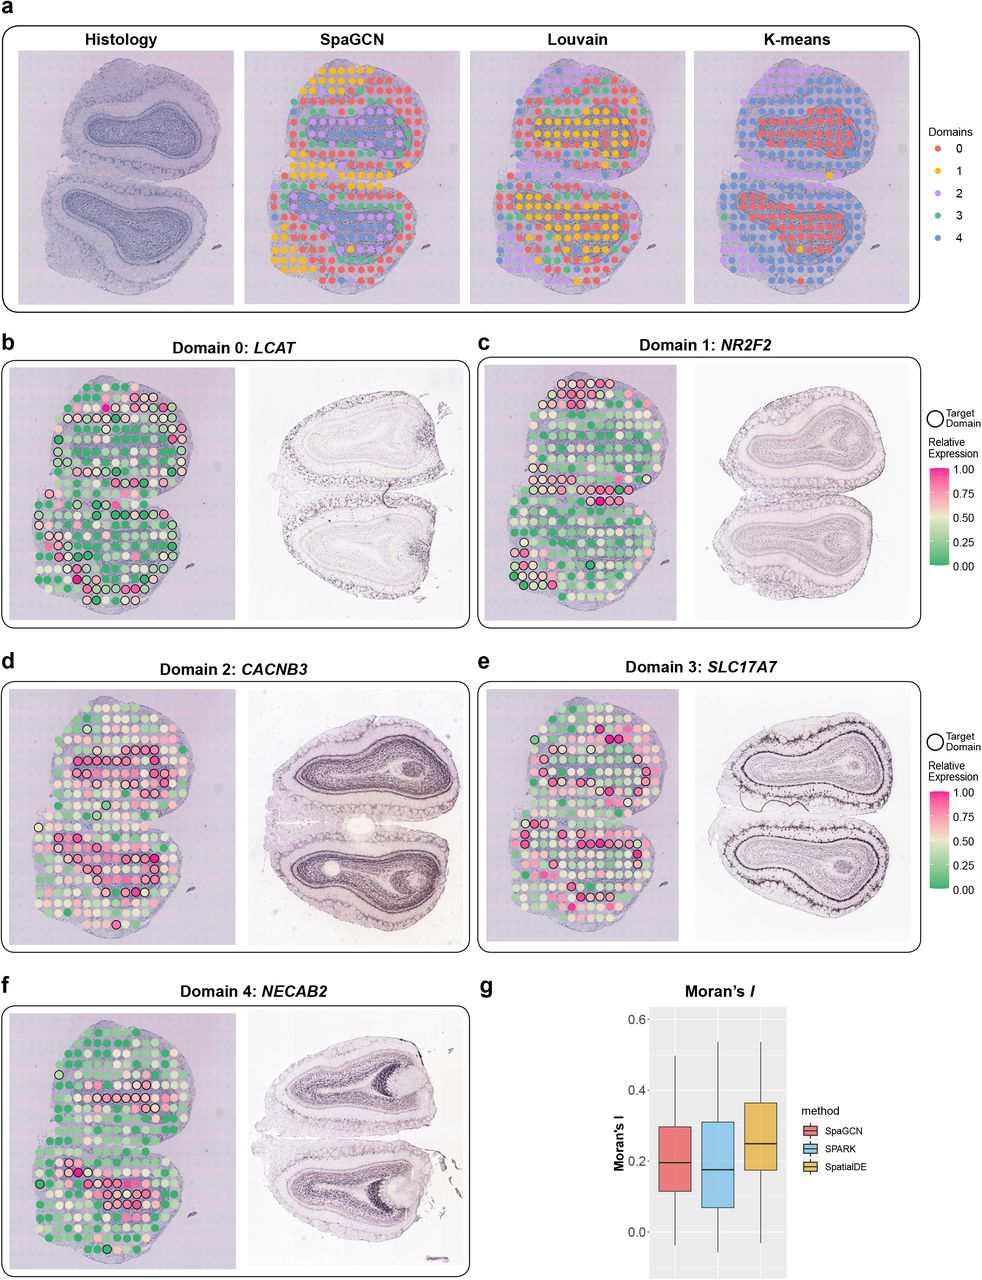 a
Histology SpaGCN Louvain K-means
Domains
0
1
2
3
4
b
Domain 0: LCAT
c
Domain 1: NR2F2
Target
Domain
Relative
Expression
1.00
0.75
0.50
0.25
0.00
d
Domain 2: CACNB3
e
Domain 3: SLC17A7
Target
Domain
Relative
Expression
1.00
0.75
0.50
0.25
0.00
f
Domain 4: NECAB2
g
Moran's I
Moran's I
0.6
0.4
0.2
0.0
method
SpaGCN
SPARK
SpatialDE